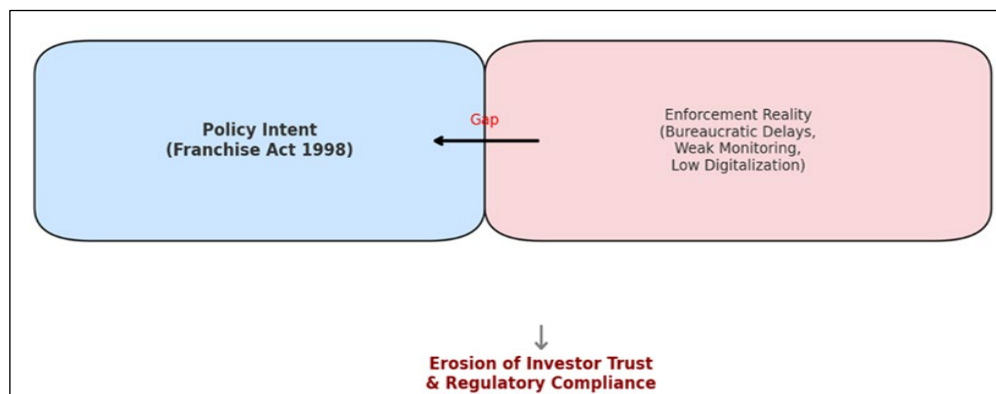 Policy Intent
(Franchise Act 1998)
Gap
Enforcement Reality
(Bureaucratic Delays,
Weak Monitoring,
Low Digitalization)
↓
Erosion of Investor Trust
& Regulatory Compliance